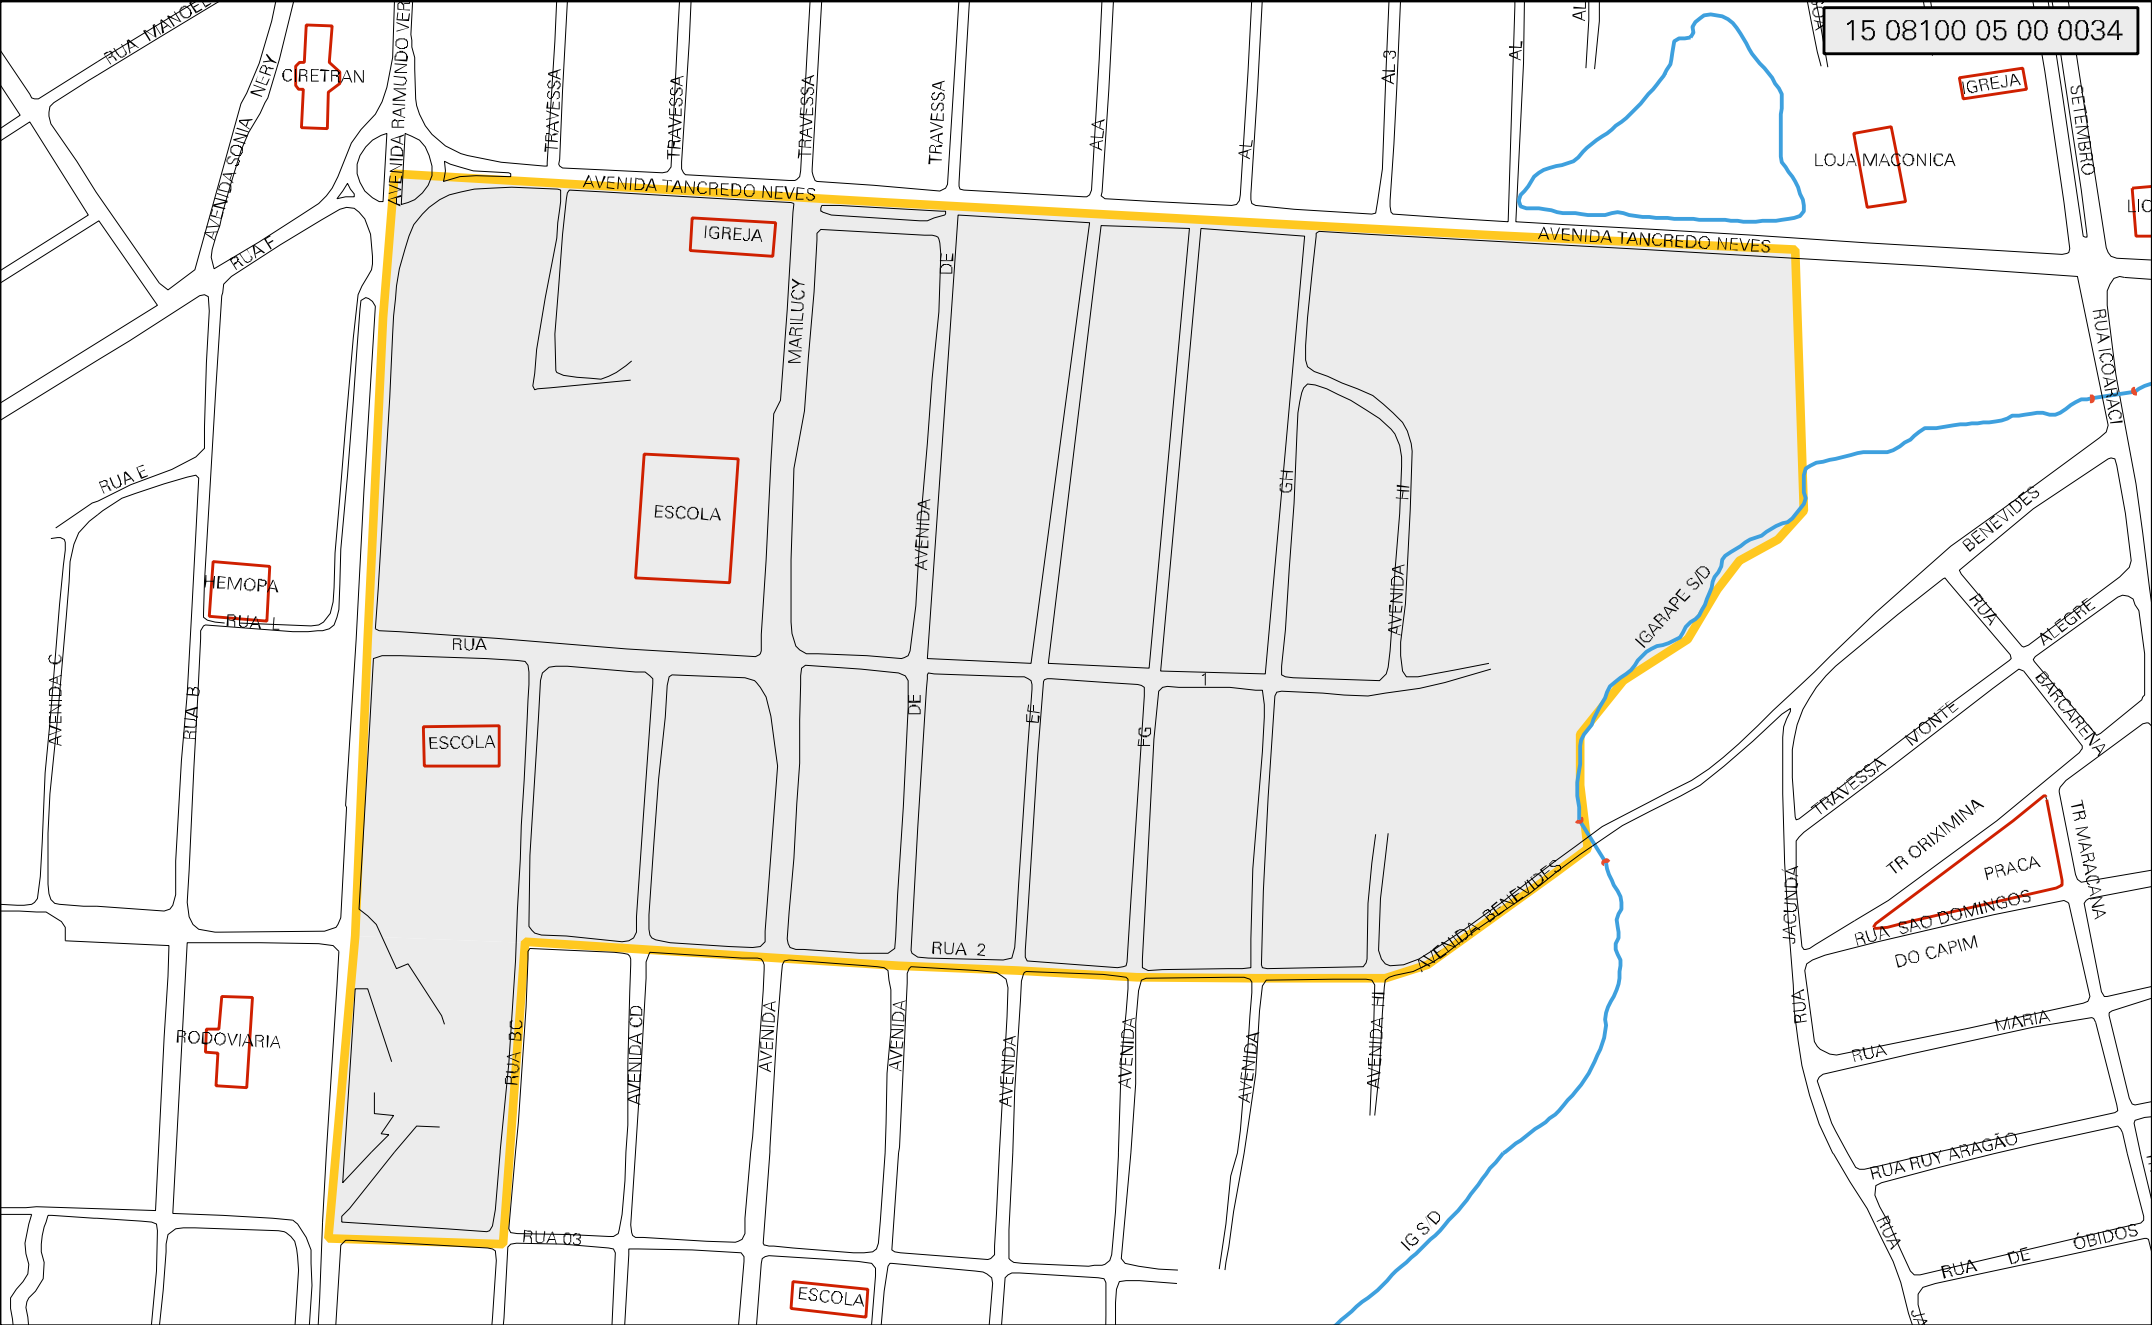 RUA MANOEL
15 08100 05 00 0034
AVENIDA SONIA NERY
CIRETRAN
AVENIDA RAIMUNDO VER
TRAVESSA
TRAVESSA
TRAVESSA
TRAVESSA
ALA
AL
AL 3
AL
AL
RUA
IGREJA
SETEMBRO
LOJA MACONICA
LIC
RUA F
AVENIDA TANCREDO NEVES
AVENIDA TANCREDO NEVES
IGREJA
MARILUCY
DE
RUA ICOARACI
RUA E
ESCOLA
AVENIDA
GH
HI
AVENIDA
BENEVIDES
HEMOPA
RUA L
IGARAPE S/D
RUA
ALEGRE
BARCARENA
AVENIDA C
RUA B
RUA
1
DE
EF
FG
ESCOLA
TRAVESSA MONTE
TR ORIXIMINA
TR MARACANA
PRACA
RUA SAO DOMINGOS
DO CAPIM
RUA JACUNDA
AVENIDA BENEVIDES
RUA 2
RODOVIARIA
RUA BC
AVENIDA CD
AVENIDA
AVENIDA
AVENIDA
AVENIDA
AVENIDA
AVENIDA HI
RUA MARIA
RUA RUY ARAGÃO
RUA
RUA DE ÓBIDOS
RUA 03
IG S/D
ESCOLA
JA